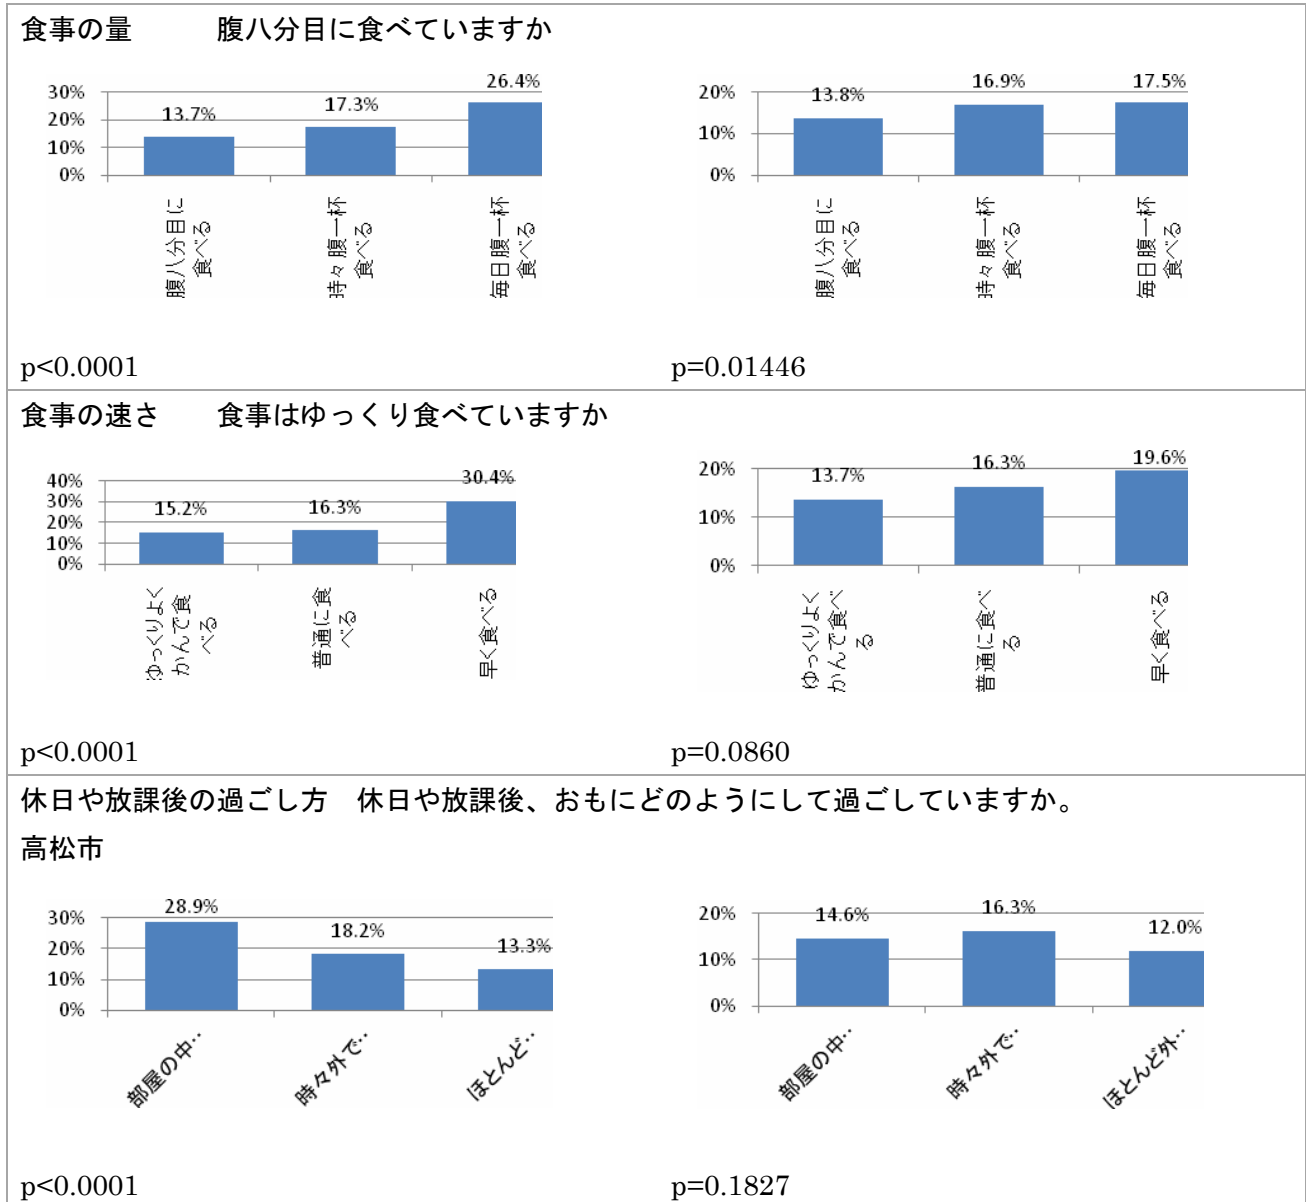 食事の量　　　腹八分目に食べていますか
30%
20%
10%
0%
13.7%
17.3%
26.4%
腹八分目に
食べる
時々腹一杯
食べる
毎日腹一杯
食べる
20%
10%
0%
13.8%
16.9%
17.5%
腹八分目に
食べる
時々腹一杯
食べる
毎日腹一杯
食べる
p<0.0001
p=0.01446
食事の速さ　　食事はゆっくり食べていますか
40%
30%
20%
10%
0%
15.2%
16.3%
30.4%
ゆっくりよく
かんで食
べる
普通に食
べる
早く食べる
20%
10%
0%
13.7%
16.3%
19.6%
ゆっくりよく
かんで食べ
る
普通に食べ
る
早く食べる
p<0.0001
p=0.0860
休日や放課後の過ごし方　休日や放課後、おもにどのようにして過ごしていますか。
高松市
30%
20%
10%
0%
28.9%
18.2%
13.3%
部屋の中‥
時々外で‥
ほとんど‥
20%
10%
0%
14.6%
16.3%
12.0%
部屋の中‥
時々外で‥
ほとんど外‥
p<0.0001
p=0.1827